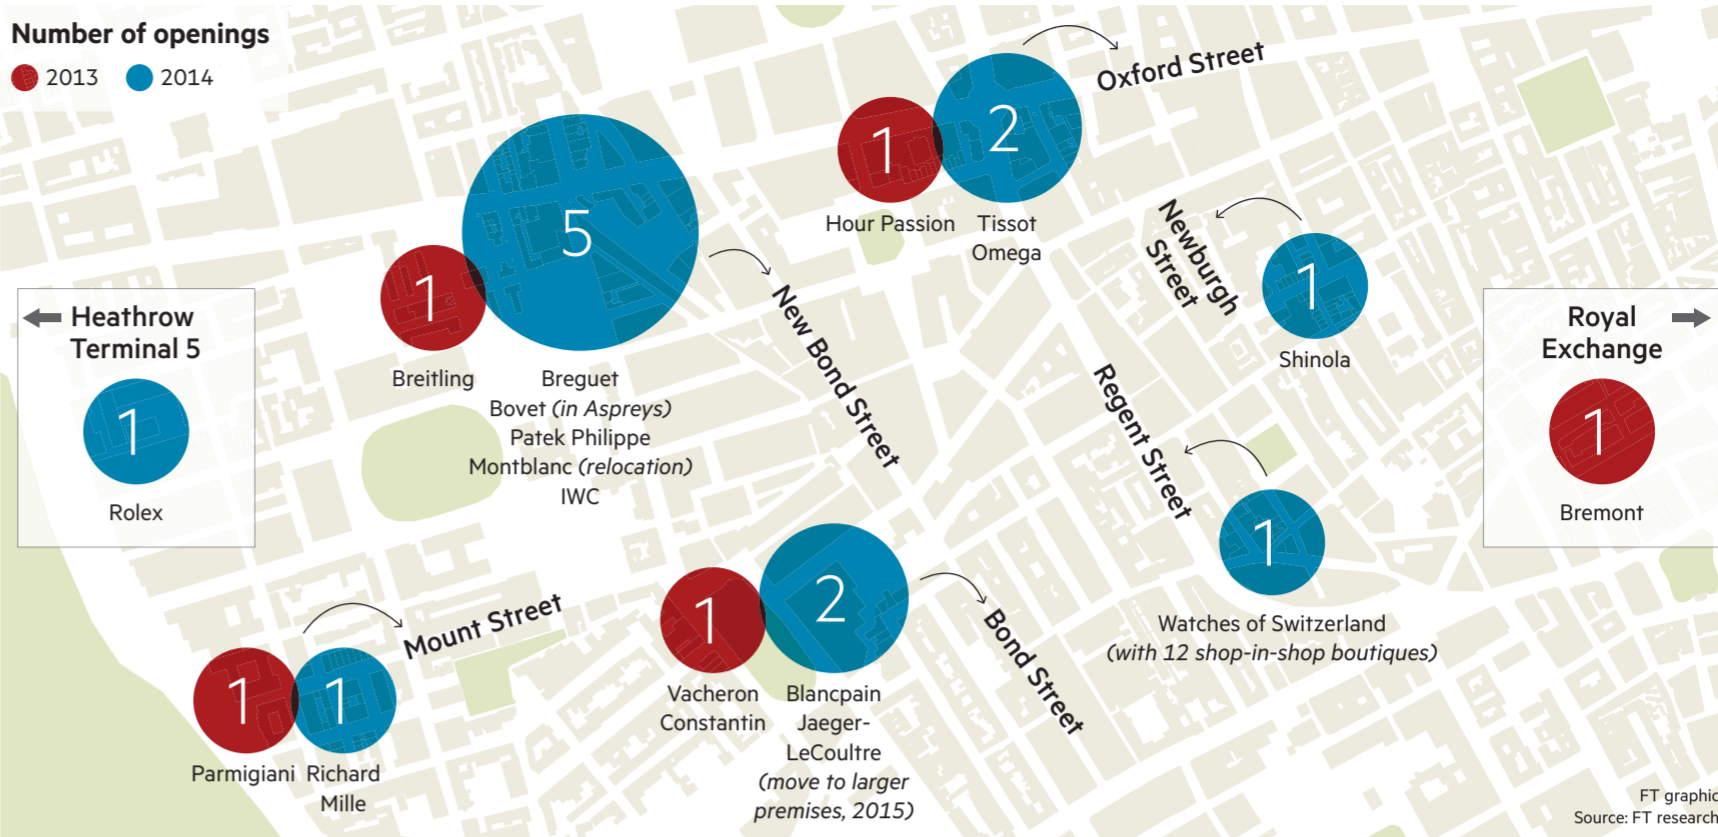 Number of openings
2013
2014
Oxford Street
1
2
Hour Passion
Tissot
Omega
5
1
Breitling
Breguet
Bovet (in Aspreys)
Patek Philippe
Montblanc (relocation)
IWC
New Bond Street
Newburgh
Street
1
Shinola
Heathrow
Terminal 5
1
Rolex
Royal
Exchange
1
Bremont
Regent Street
1
Watches of Switzerland
(with 12 shop-in-shop boutiques)
Mount Street
1
1
Parmigiani
Richard
Mille
1
2
Vacheron
Constantin
Blancpain
Jaeger-
LeCoultre
(move to larger
premises, 2015)
Bond Street
FT graphic
Source: FT research